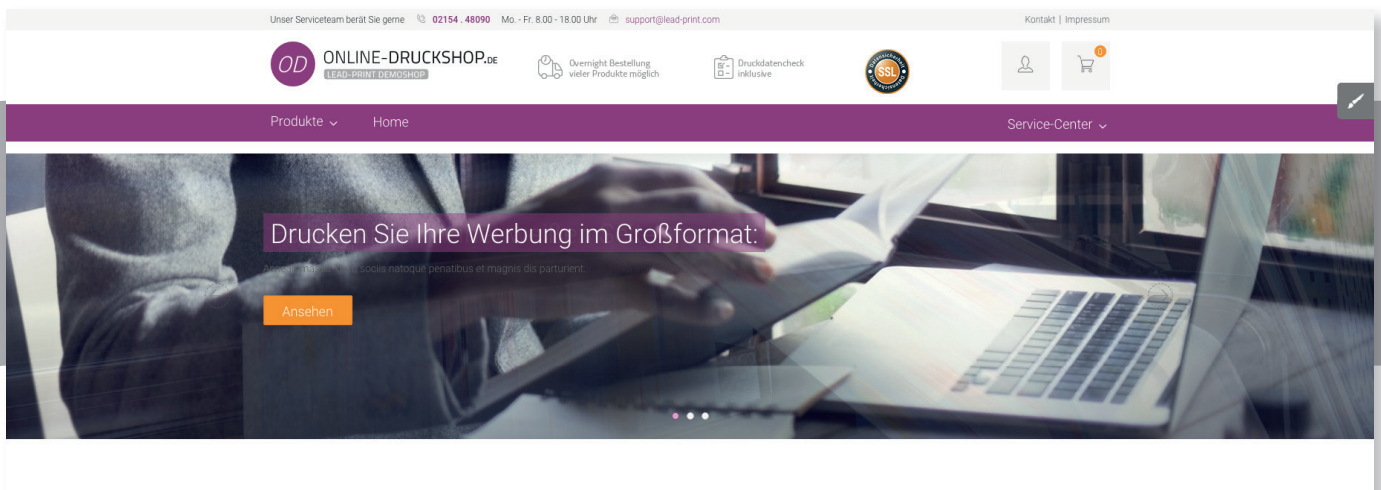 Unser Serviceteam berät Sie gerne 02154 . 48090 Mo. - Fr. 8.00 - 18.00 Uhr support@lead-print.com Kontakt | Impressum
OD ONLINE-DRUCKSHOP.DE
LEAD-PRINT DEMOSHOP
Overnight Bestellung
vieler Produkte möglich
Druckdatencheck
inklusive
Datensicherheit
SSL
Datensicherheit
0
Produkte Home Service-Center
Drucken Sie Ihre Werbung im Großformat:
sociis natoque penatibus et magnis dis parturient.
Ansehen